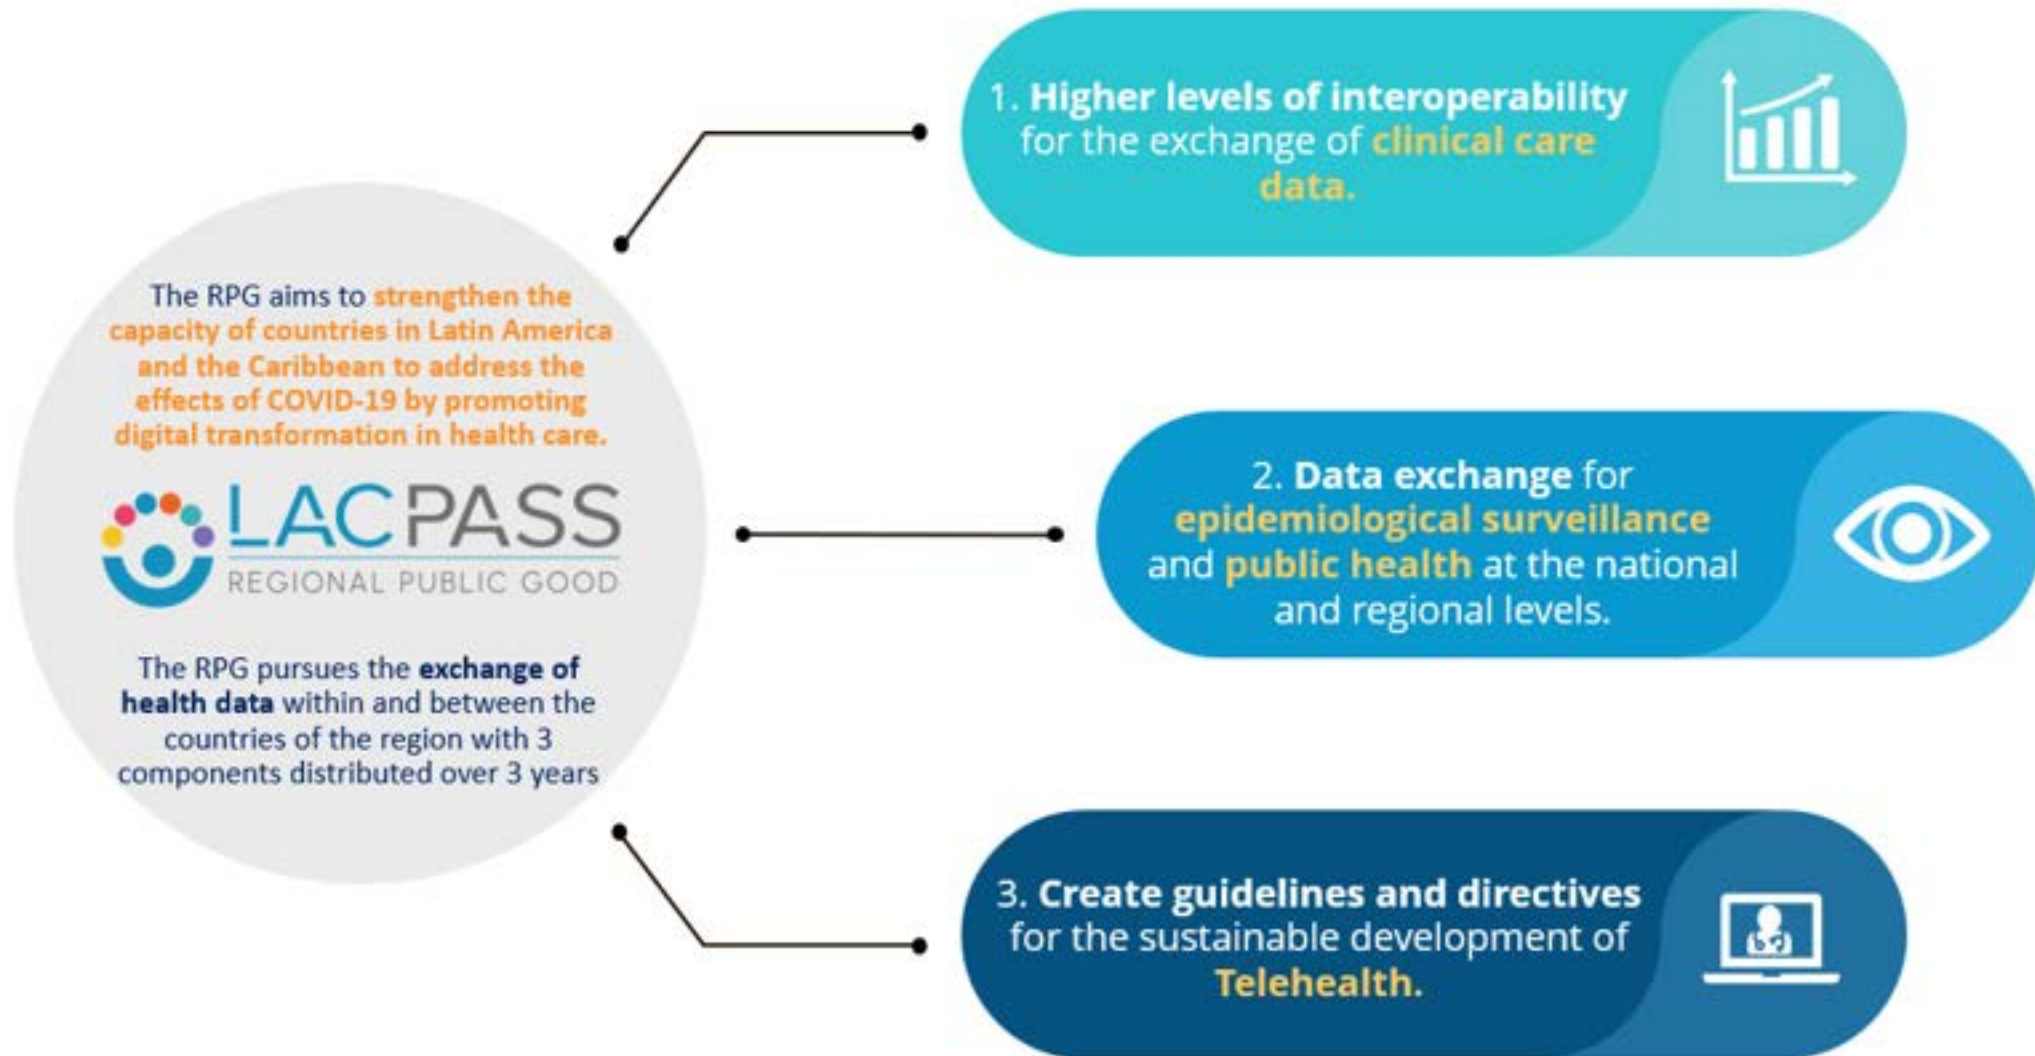 The RPG aims to strengthen the
capacity of countries in Latin America
and the Caribbean to address the
effects of COVID-19 by promoting
digital transformation in health care.
LACPASS
REGIONAL PUBLIC GOOD
The RPG pursues the exchange of
health data within and between the
countries of the region with 3
components distributed over 3 years
1. Higher levels of interoperability
for the exchange of clinical care
data.
2. Data exchange for
epidemiological surveillance
and public health at the national
and regional levels.
3. Create guidelines and directives
for the sustainable development of
Telehealth.